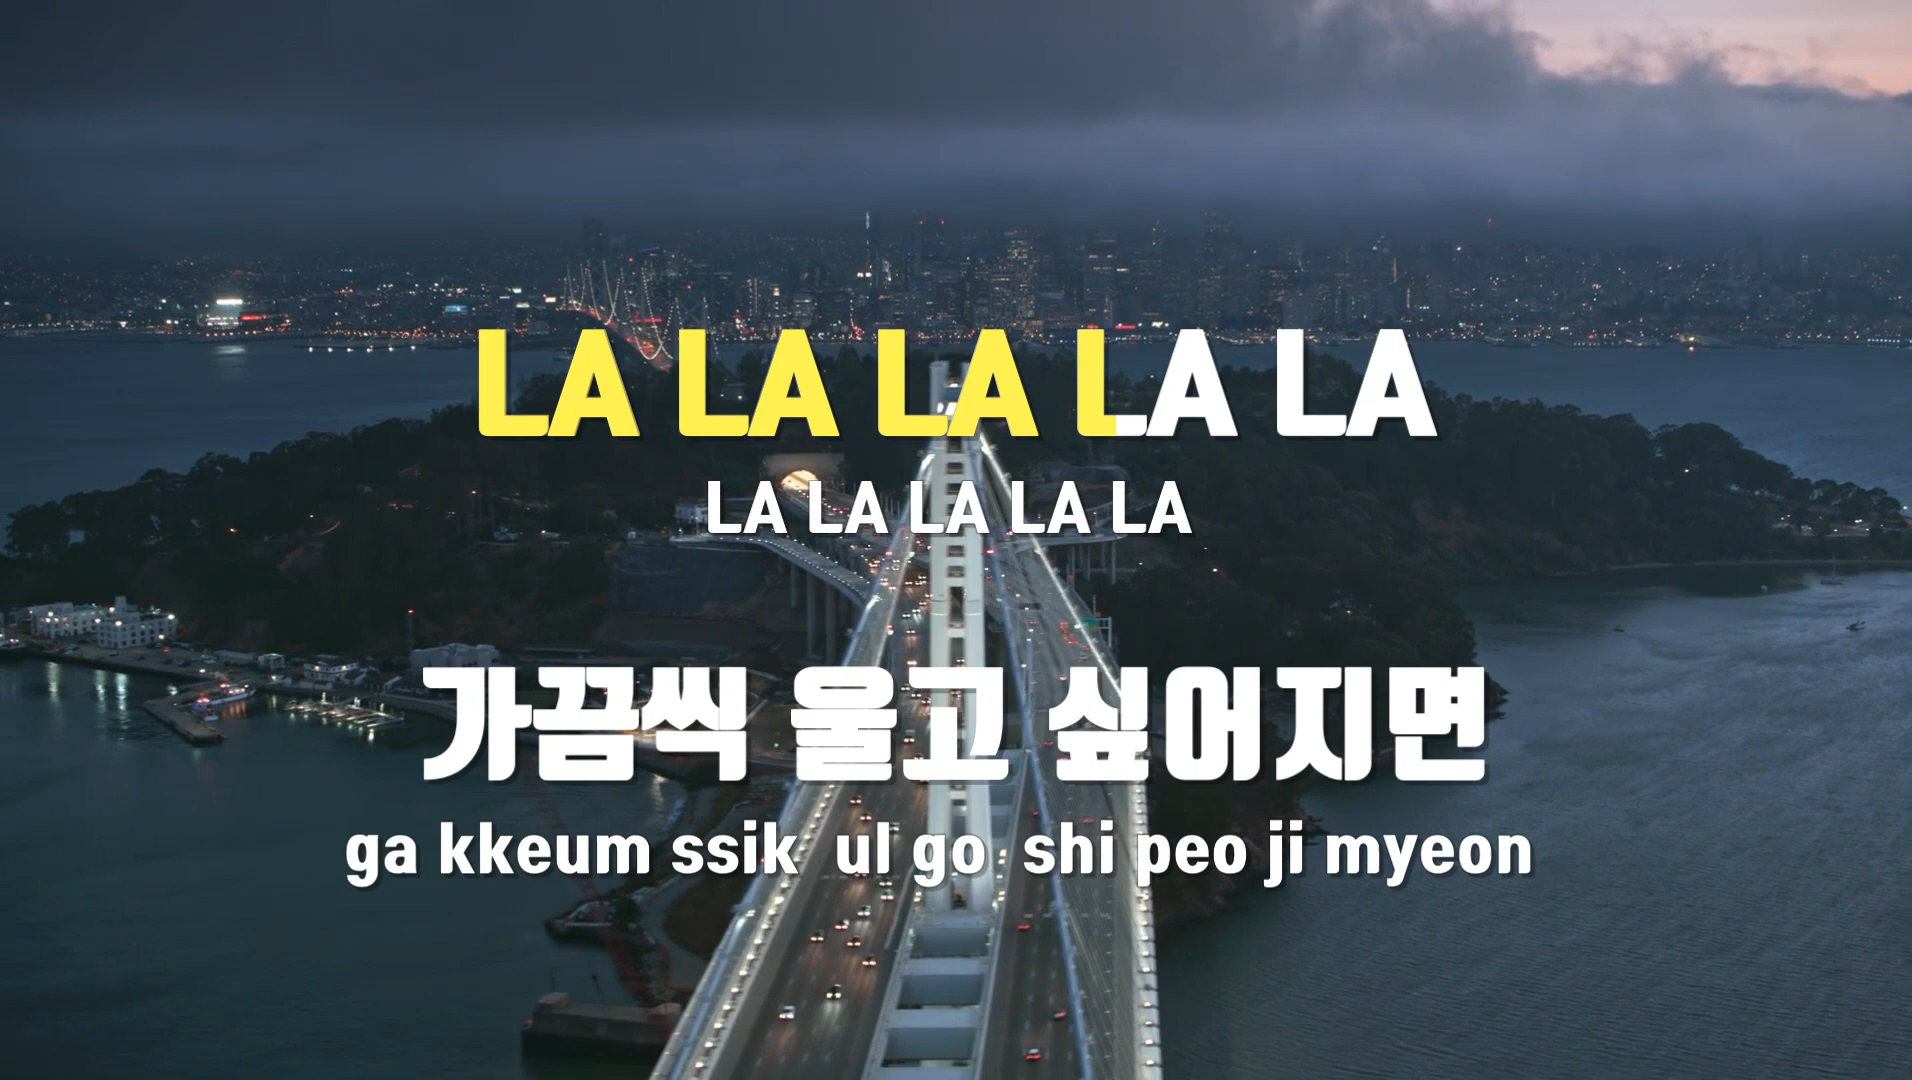 LA LA LA LA LA
LA LA LA LA LA
가끔씩 울고 싶어지면
ga kkeum ssik ul go shi peo ji myeon